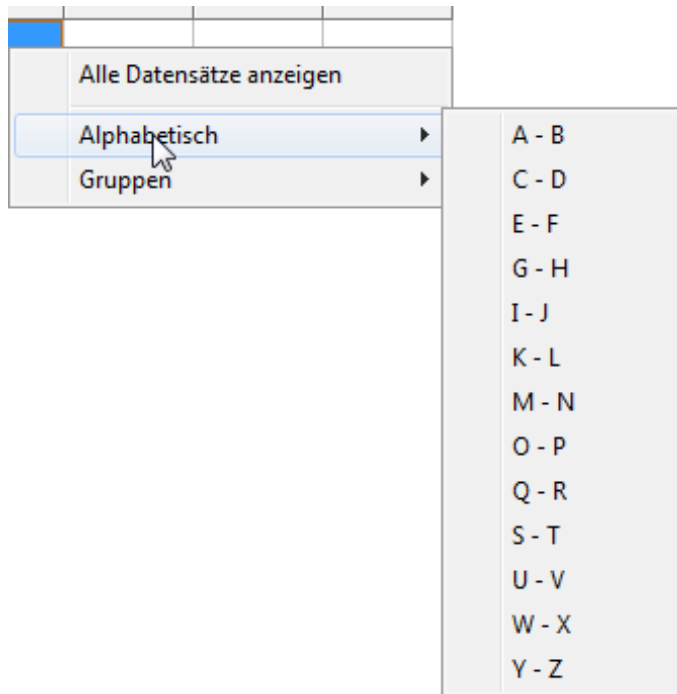 Alle Datensätze anzeigen
Alphabetisch
Gruppen
A - B
C - D
E - F
G - H
I - J
K - L
M - N
O - P
Q - R
S - T
U - V
W - X
Y - Z